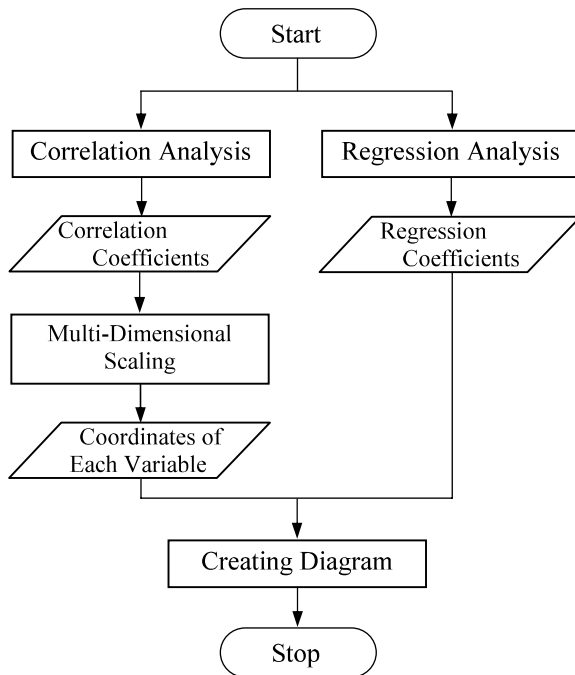 Start
Correlation Analysis
Regression Analysis
Correlation
Coefficients
Regression
Coefficients
Multi-Dimensional
Scaling
Coordinates of
Each Variable
Creating Diagram
Stop